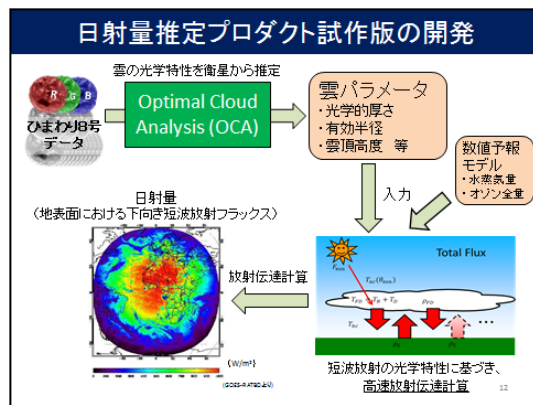 日射量推定プロダクト試作版の開発
雲の光学特性を衛星から推定
R G B
ひまわり8号
データ
Optimal Cloud
Analysis (OCA)
雲パラメータ
・光学的厚さ
・有効半径
・雲頂高度 等
数値予報
モデル
・水蒸気量
・オゾン全量
入力
日射量
(地表面における下向き短波放射フラックス)
放射伝達計算
Total Flux
{W/m²}
短波放射の光学特性に基づき、
高速放射伝達計算
12